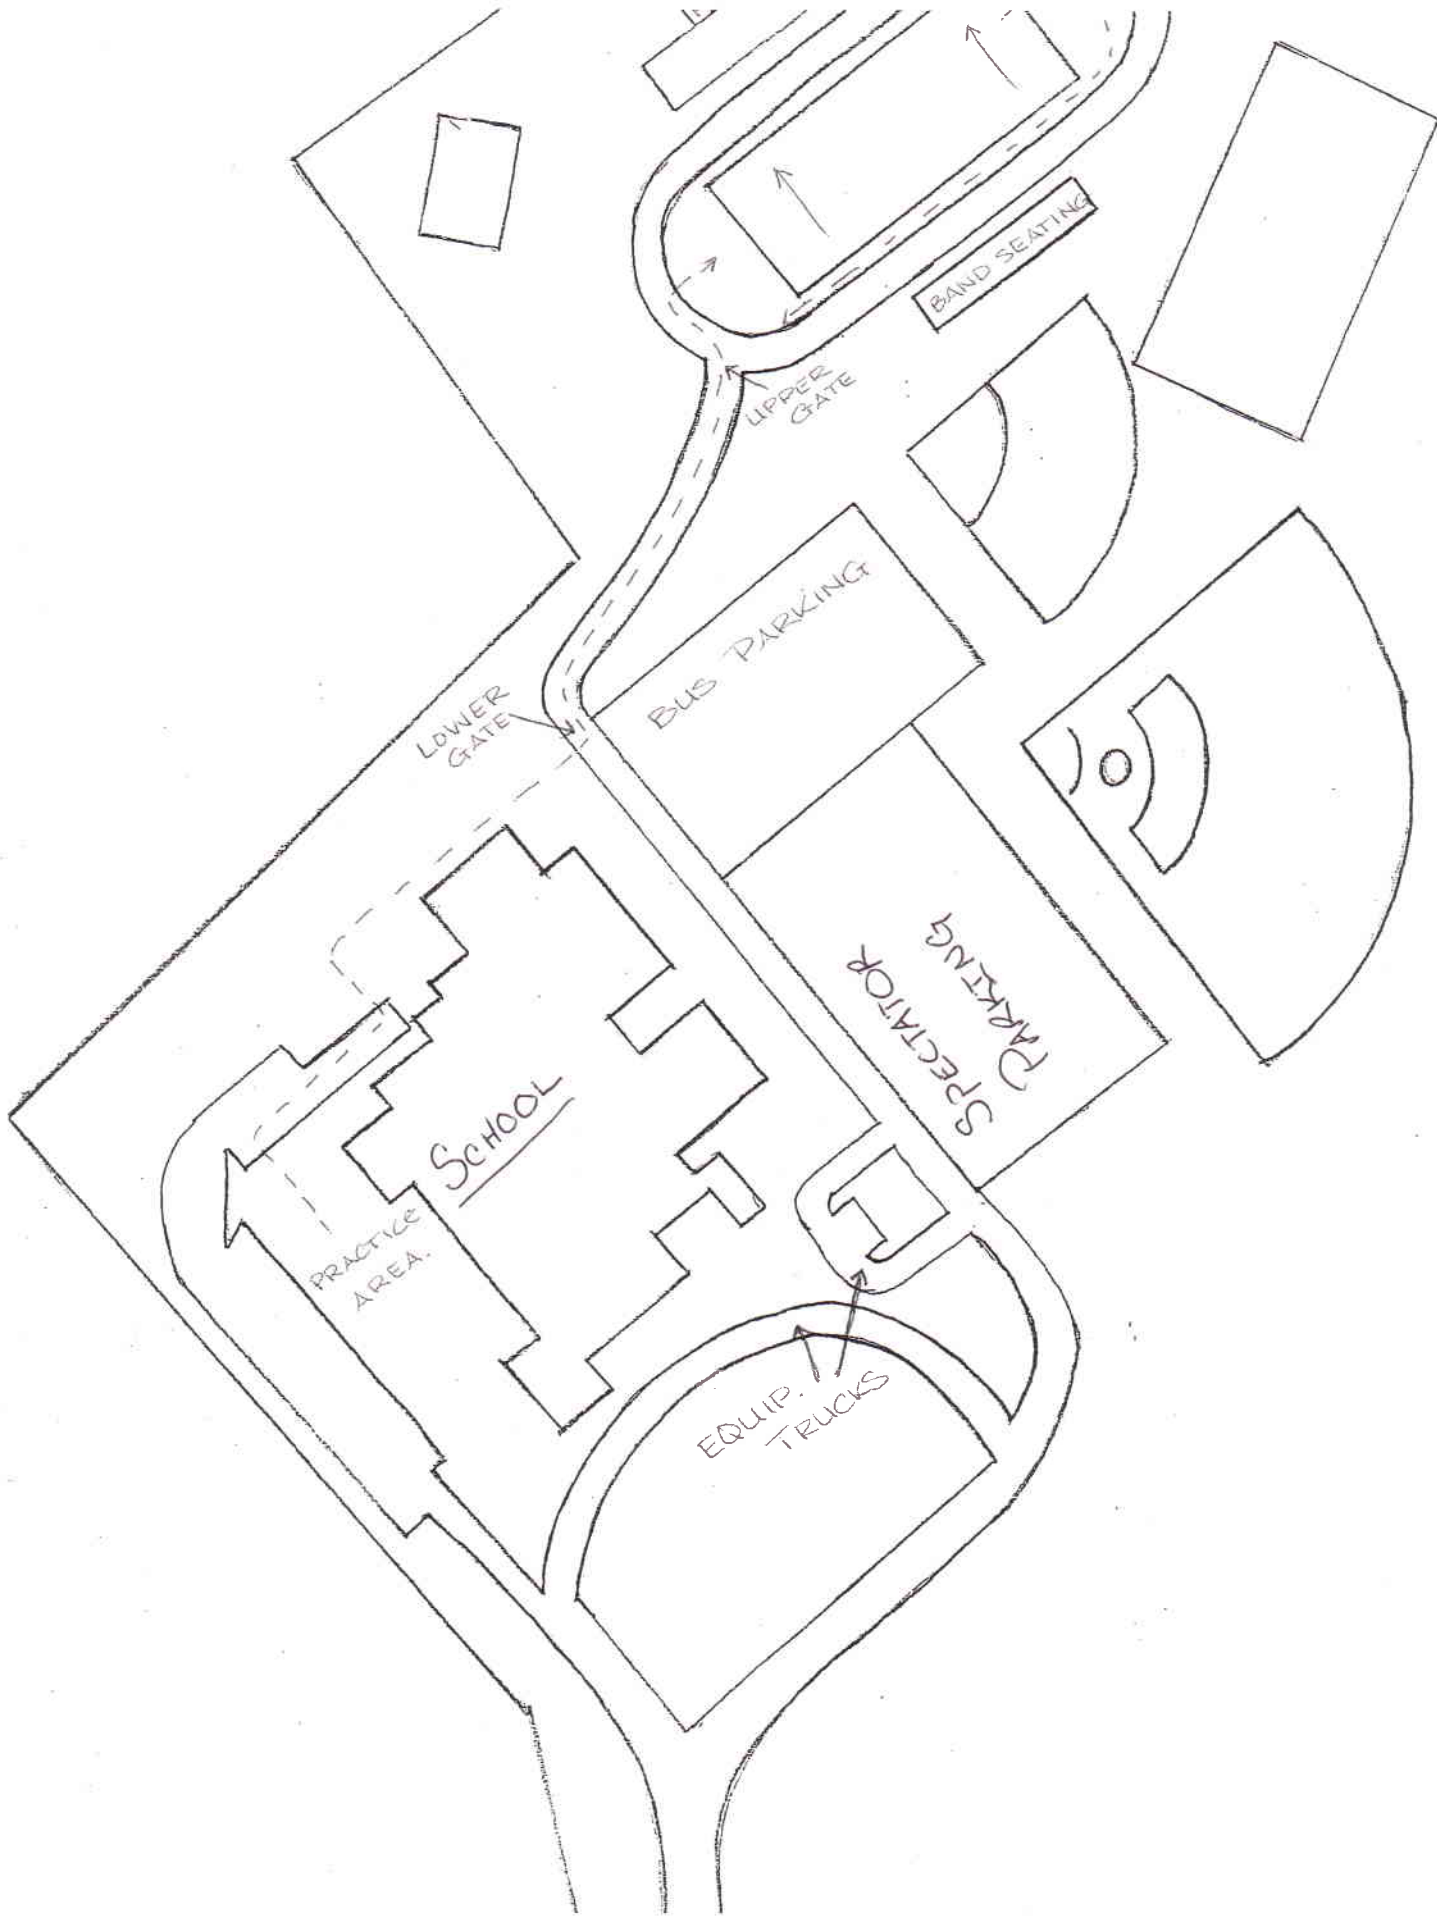 BAND SEATING
UPPER
GATE
BUS PARKING
LOWER
GATE
SPECTATOR
PARKING
SCHOOL
PRACTICE
AREA.
EQUIP.
TRUCKS